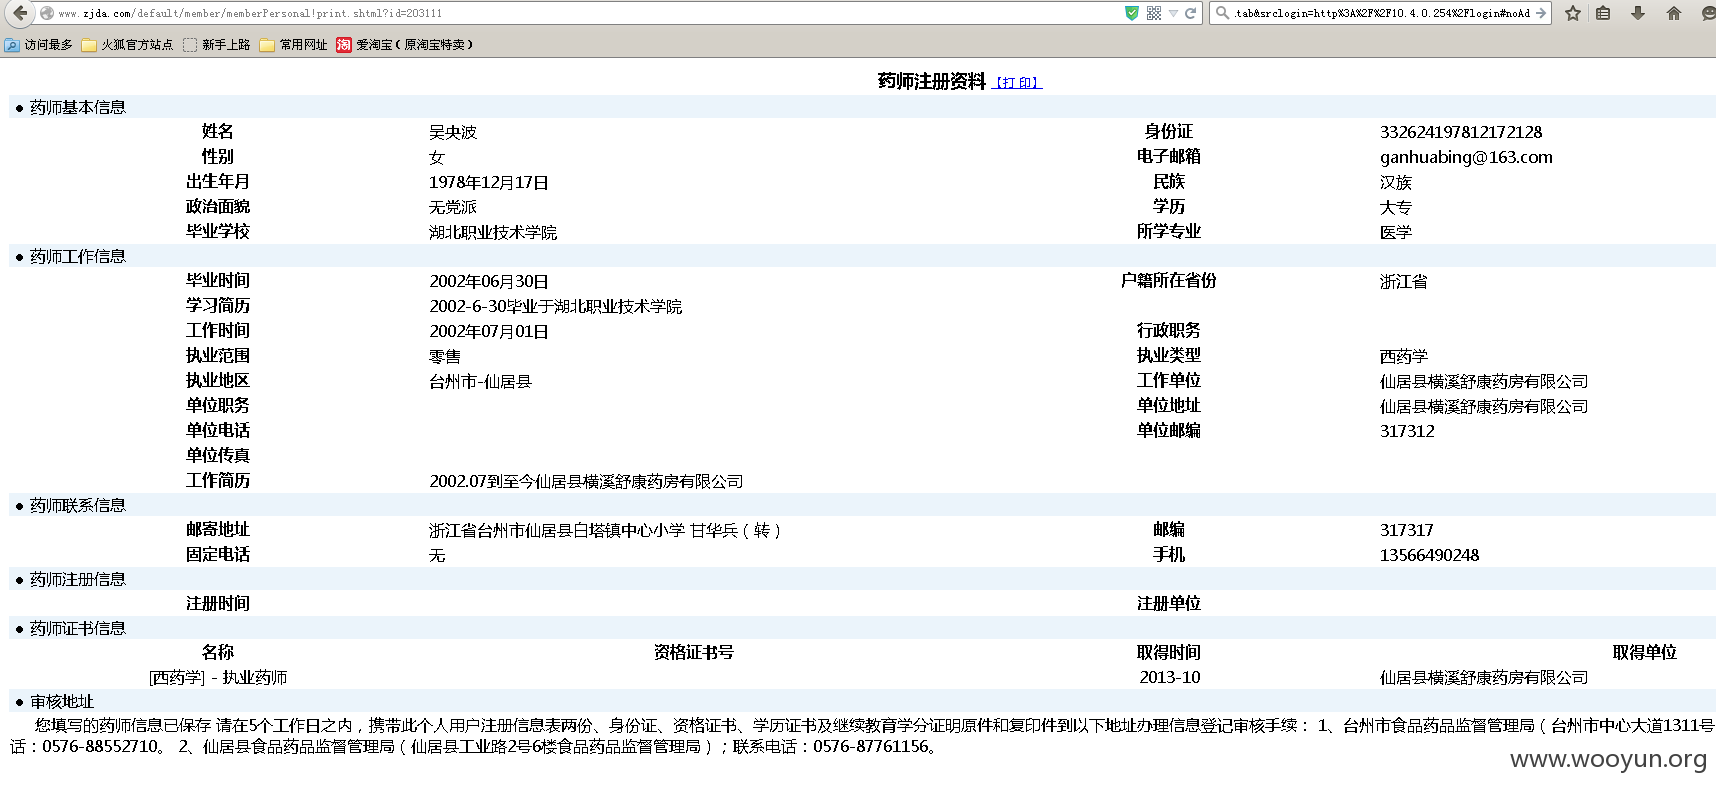 www.zjda.com/default/member/memberPersonal!print.shtml?id=203111
.tab&srclogin=http%3A%2F%2F10.4.0.254%2Flogin#noAd
访问最多 火狐官方站点 新手上路 常用网址 淘 爱淘宝（原淘宝特卖）
药师注册资料 【打 印】
● 药师基本信息
姓名 吴央波 身份证 332624197812172128
性别 女 电子邮箱 ganhuabing@163.com
出生年月 1978年12月17日 民族 汉族
政治面貌 无党派 学历 大专
毕业学校 湖北职业技术学院 所学专业 医学
● 药师工作信息
毕业时间 2002年06月30日 户籍所在省份 浙江省
学习简历 2002-6-30毕业于湖北职业技术学院
工作时间 2002年07月01日 行政职务
执业范围 零售 执业类型 西药学
执业地区 台州市-仙居县 工作单位 仙居县横溪舒康药房有限公司
单位职务 单位地址 仙居县横溪舒康药房有限公司
单位电话 单位邮编 317312
单位传真
工作简历 2002.07到至今仙居县横溪舒康药房有限公司
● 药师联系信息
邮寄地址 浙江省台州市仙居县白塔镇中心小学 甘华兵（转） 邮编 317317
固定电话 无 手机 13566490248
● 药师注册信息
注册时间 注册单位
● 药师证书信息
名称 资格证书号 取得时间 取得单位
[西药学] - 执业药师 2013-10 仙居县横溪舒康药房有限公司
● 审核地址
您填写的药师信息已保存 请在5个工作日之内，携带此个人用户注册信息表两份、身份证、资格证书、学历证书及继续教育学分证明原件和复印件到以下地址办理信息登记审核手续： 1、台州市食品药品监督管理局（台州市中心大道1311号
话：0576-88552710。 2、仙居县食品药品监督管理局（仙居县工业路2号6楼食品药品监督管理局）；联系电话：0576-87761156。
www.wooyun.org